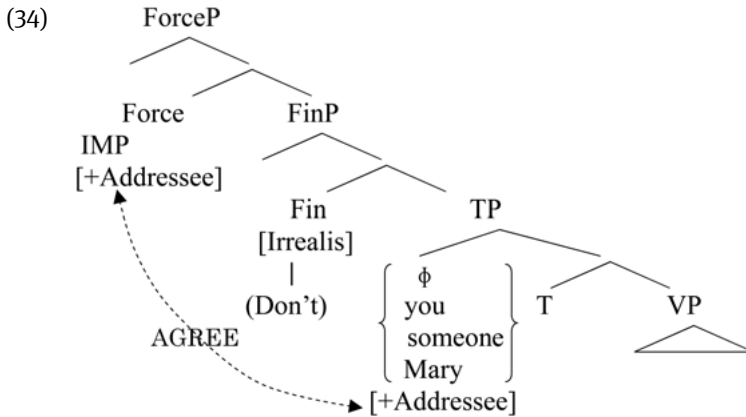 (34) ForceP
Force FinP
IMP
[+Addressee]
Fin TP
[Irrealis]
ϕ
(Don't) you T VP
someone
AGREE
Mary
[+Addressee]